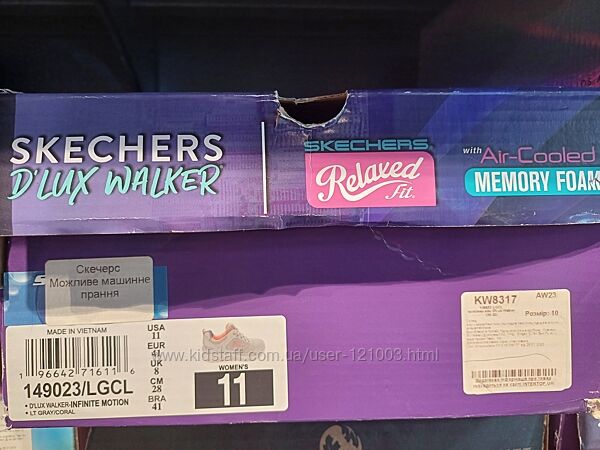 SKECHERS
D'LUX WALKER
SKECHERS
Relaxed
Fit.
with Air-Cooled
MEMORY FOAM
Скечерс
Можливе машинне
прання
MADE IN VIETNAM
1 96642 71611 6
149023/LGCL
• D'LUX WALKER-INFINITE MOTION
• LT GRAY/CORAL
USA
11
EUR
41
UK
8
CM
28
BRA
41
WOMEN'S
11
www.kidstaff.com.ua/user-121003.html
KW8317
AW23
Розмір: 10